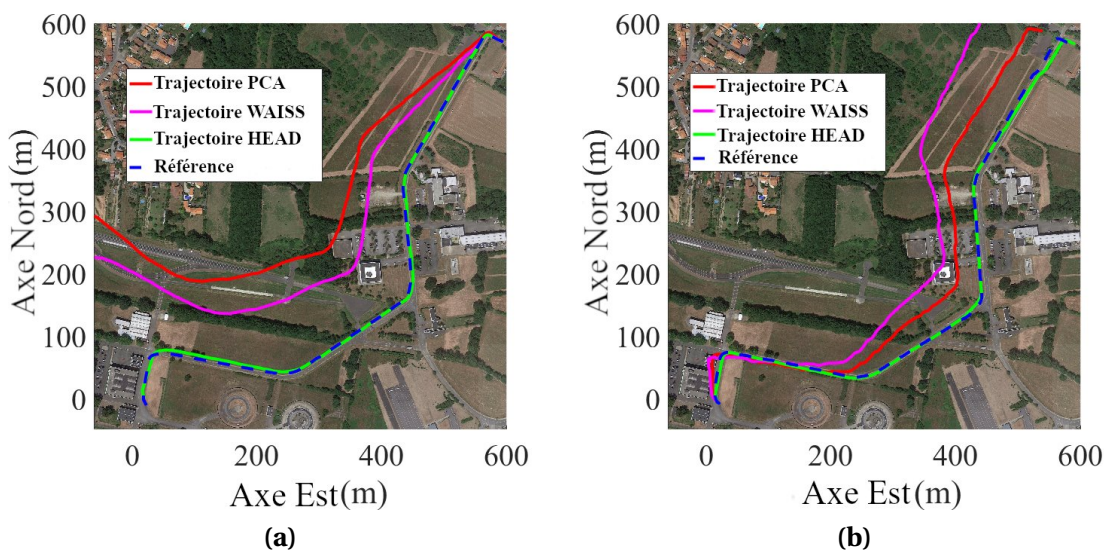 600
500
400
300
200
100
0
Axe Nord(m)
Trajectoire PCA
Trajectoire WAISS
Trajectoire HEAD
Référence
0 200 400 600
Axe Est(m)
(a)
600
500
400
300
200
100
0
Axe Nord(m)
Trajectoire PCA
Trajectoire WAISS
Trajectoire HEAD
Référence
0 200 400 600
Axe Est(m)
(b)